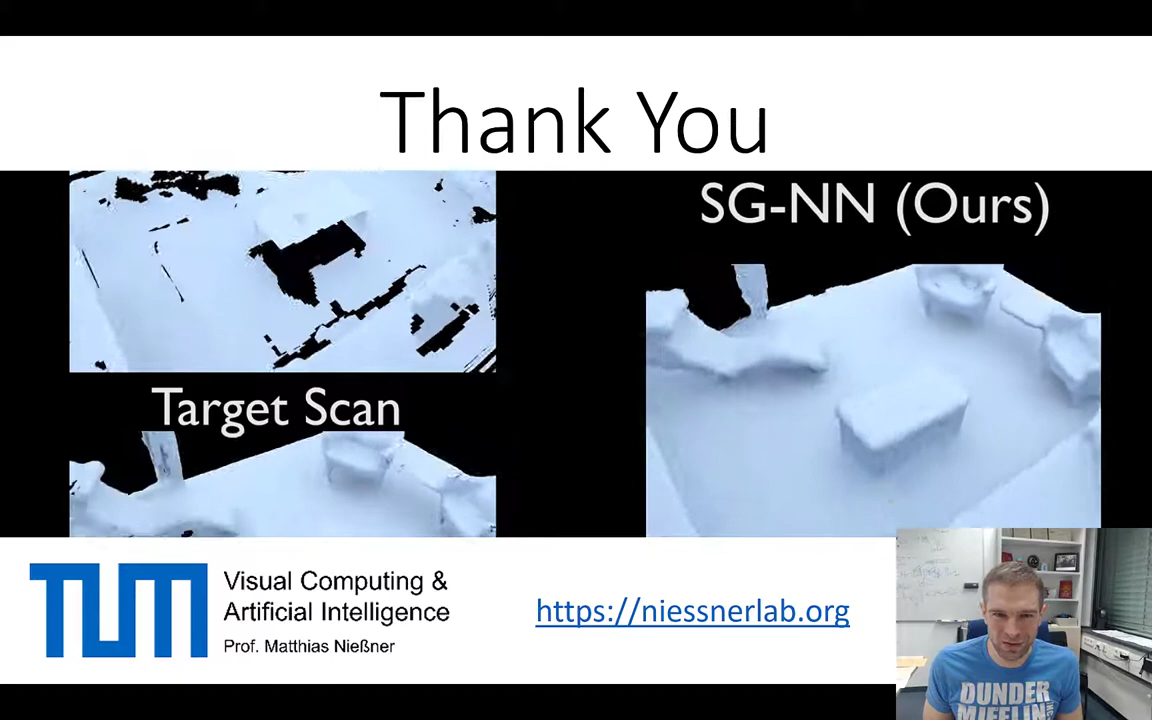 Thank You
SG-NN (Ours)
Target Scan
TUM
Visual Computing &
Artificial Intelligence
Prof. Matthias Nießner
https://niessnerlab.org
DUNDER
MIFFLIN